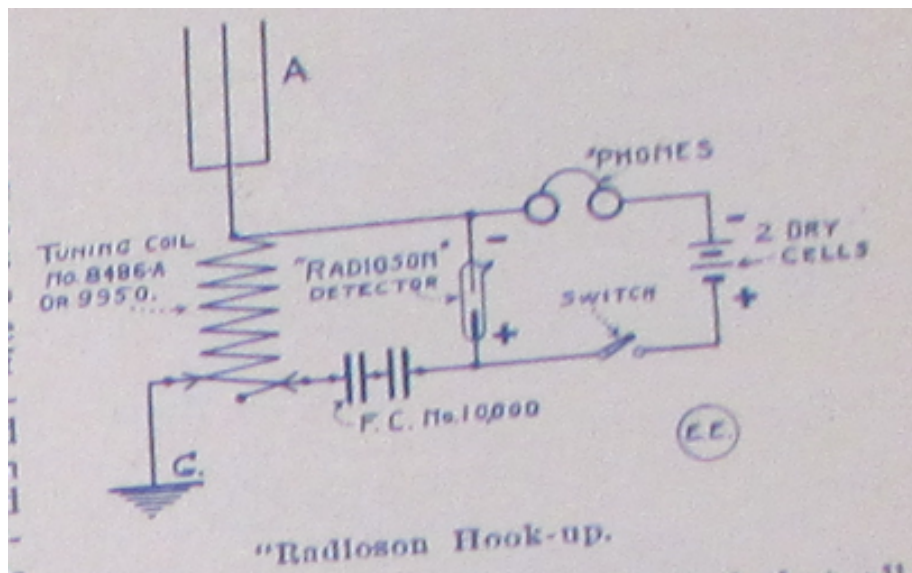 A
"PHONES
TUNING COIL
No. 8486-A
OR 9950.
"RADIOSON"
DETECTOR
-
+
SWITCH
-
2 DRY
CELLS
+
F.C. No. 10,000
E.E.
G.
"Radioson Hook-up.